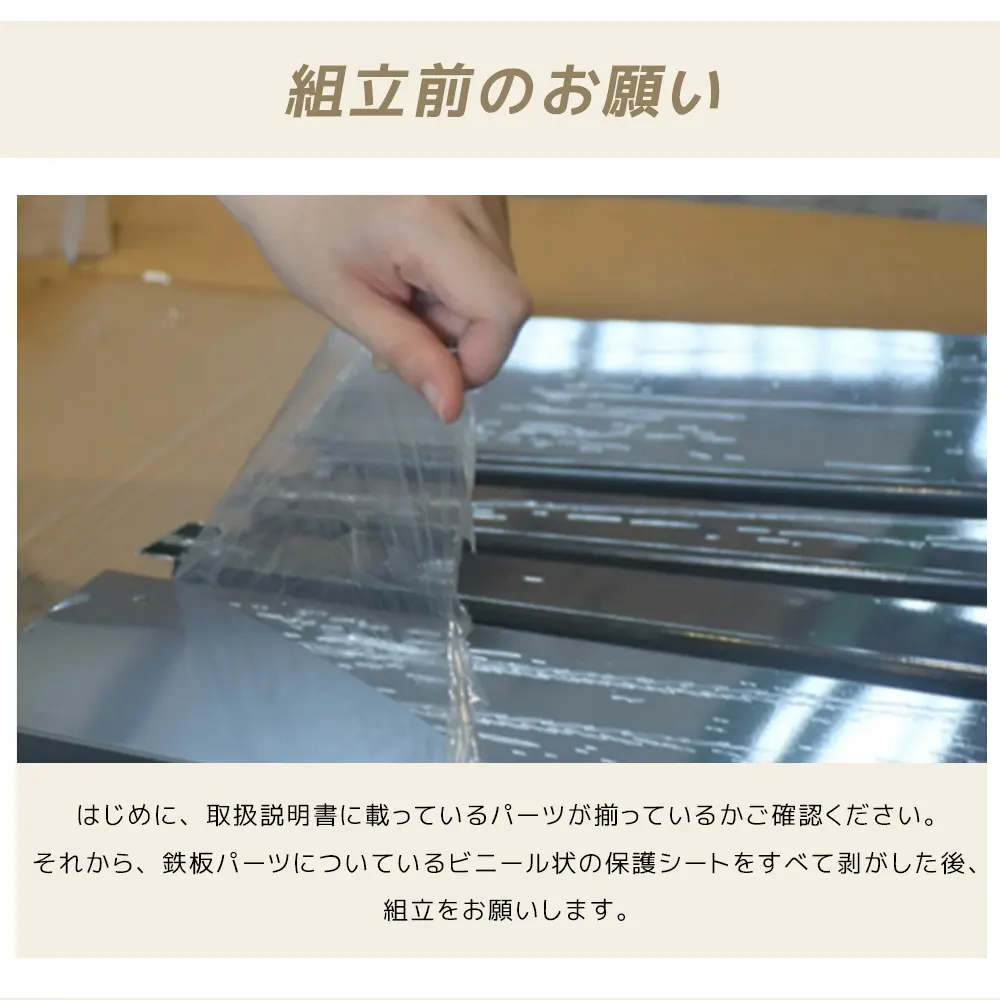 組立前のお願い
はじめに、取扱説明書に載っているパーツが揃っているかご確認ください。
それから、鉄板パーツについているビニール状の保護シートをすべて剥がした後、
組立をお願いします。